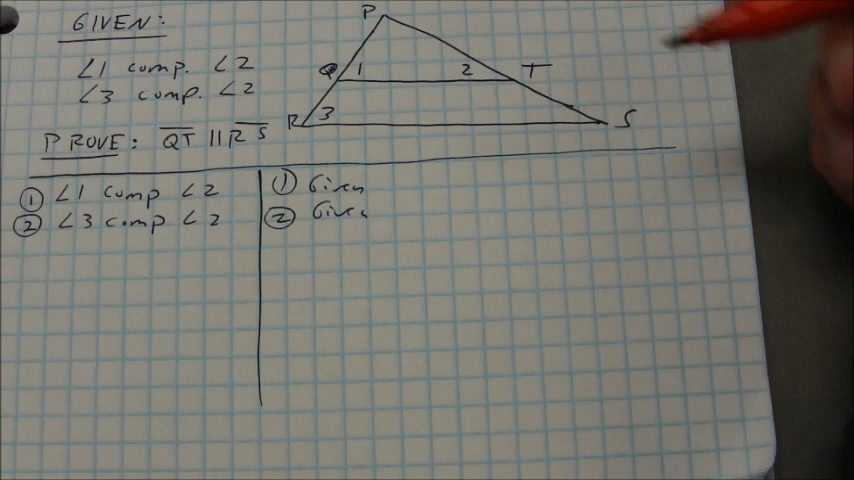 GIVEN:
∠1 comp. ∠2
∠3 comp. ∠2
PROVE: QT || RS
P
Q 1 2 T
R 3 S
① ∠1 comp ∠2 ① Given
② ∠3 comp ∠2 ② Given